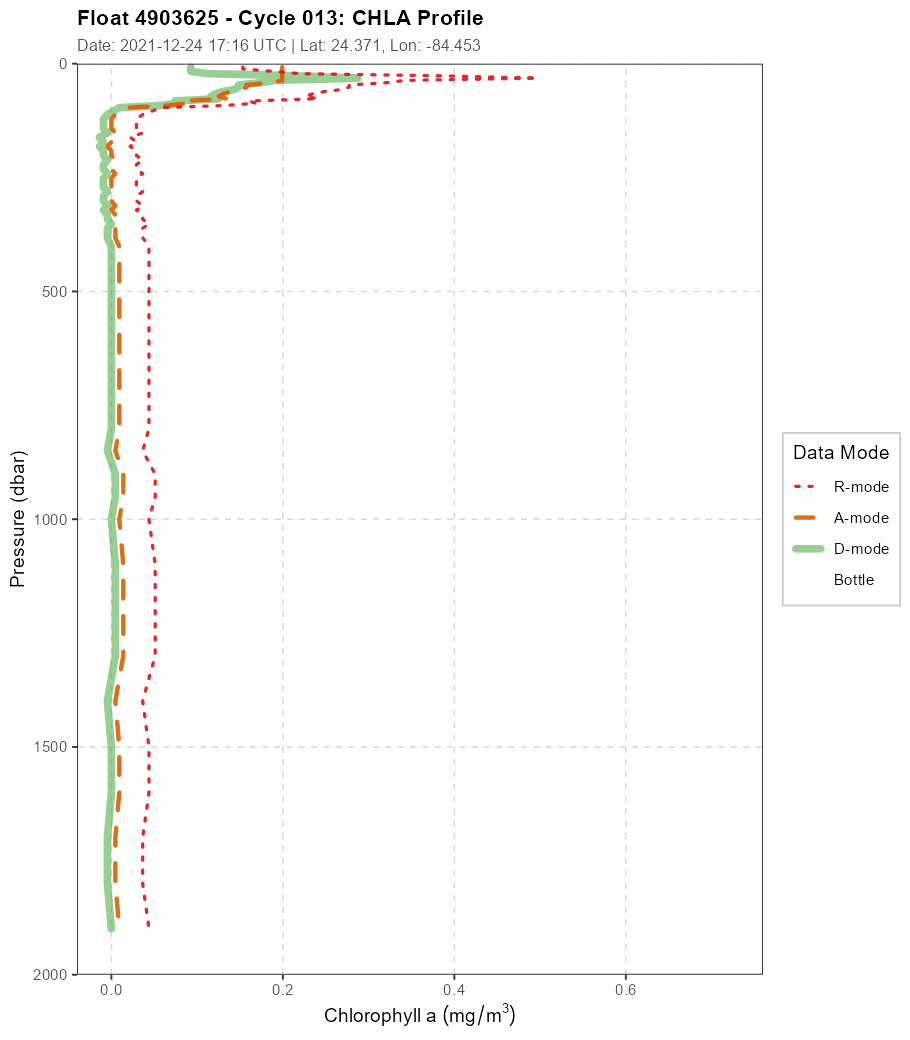 Float 4903625 - Cycle 013: CHLA Profile
Date: 2021-12-24 17:16 UTC | Lat: 24.371, Lon: -84.453
0
500
1000
1500
2000
Pressure (dbar)
0.0 0.2 0.4 0.6
Chlorophyll a (mg/m³)
Data Mode
R-mode
A-mode
D-mode
Bottle